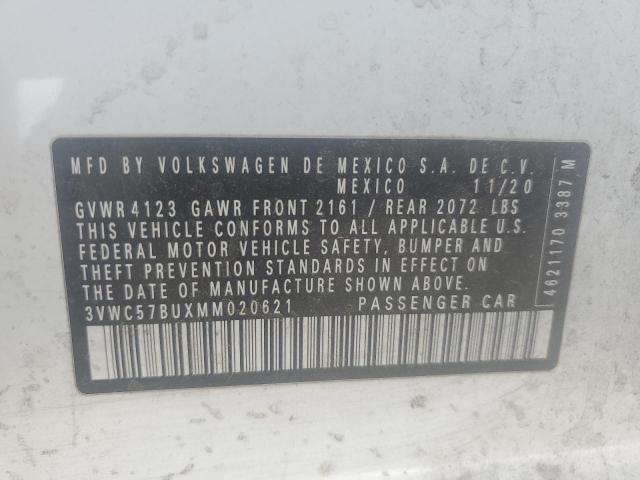 MFD BY VOLKSWAGEN DE MEXICO S.A. DE C.V.
MEXICO 11/20
GVWR 4123 GAWR FRONT 2161 / REAR 2072 LBS
THIS VEHICLE CONFORMS TO ALL APPLICABLE U.S.
FEDERAL MOTOR VEHICLE SAFETY, BUMPER AND
THEFT PREVENTION STANDARDS IN EFFECT ON
THE DATE OF MANUFACTURE SHOWN ABOVE.
3VWC57BUXMM020621 PASSENGER CAR
4621170 3387 M